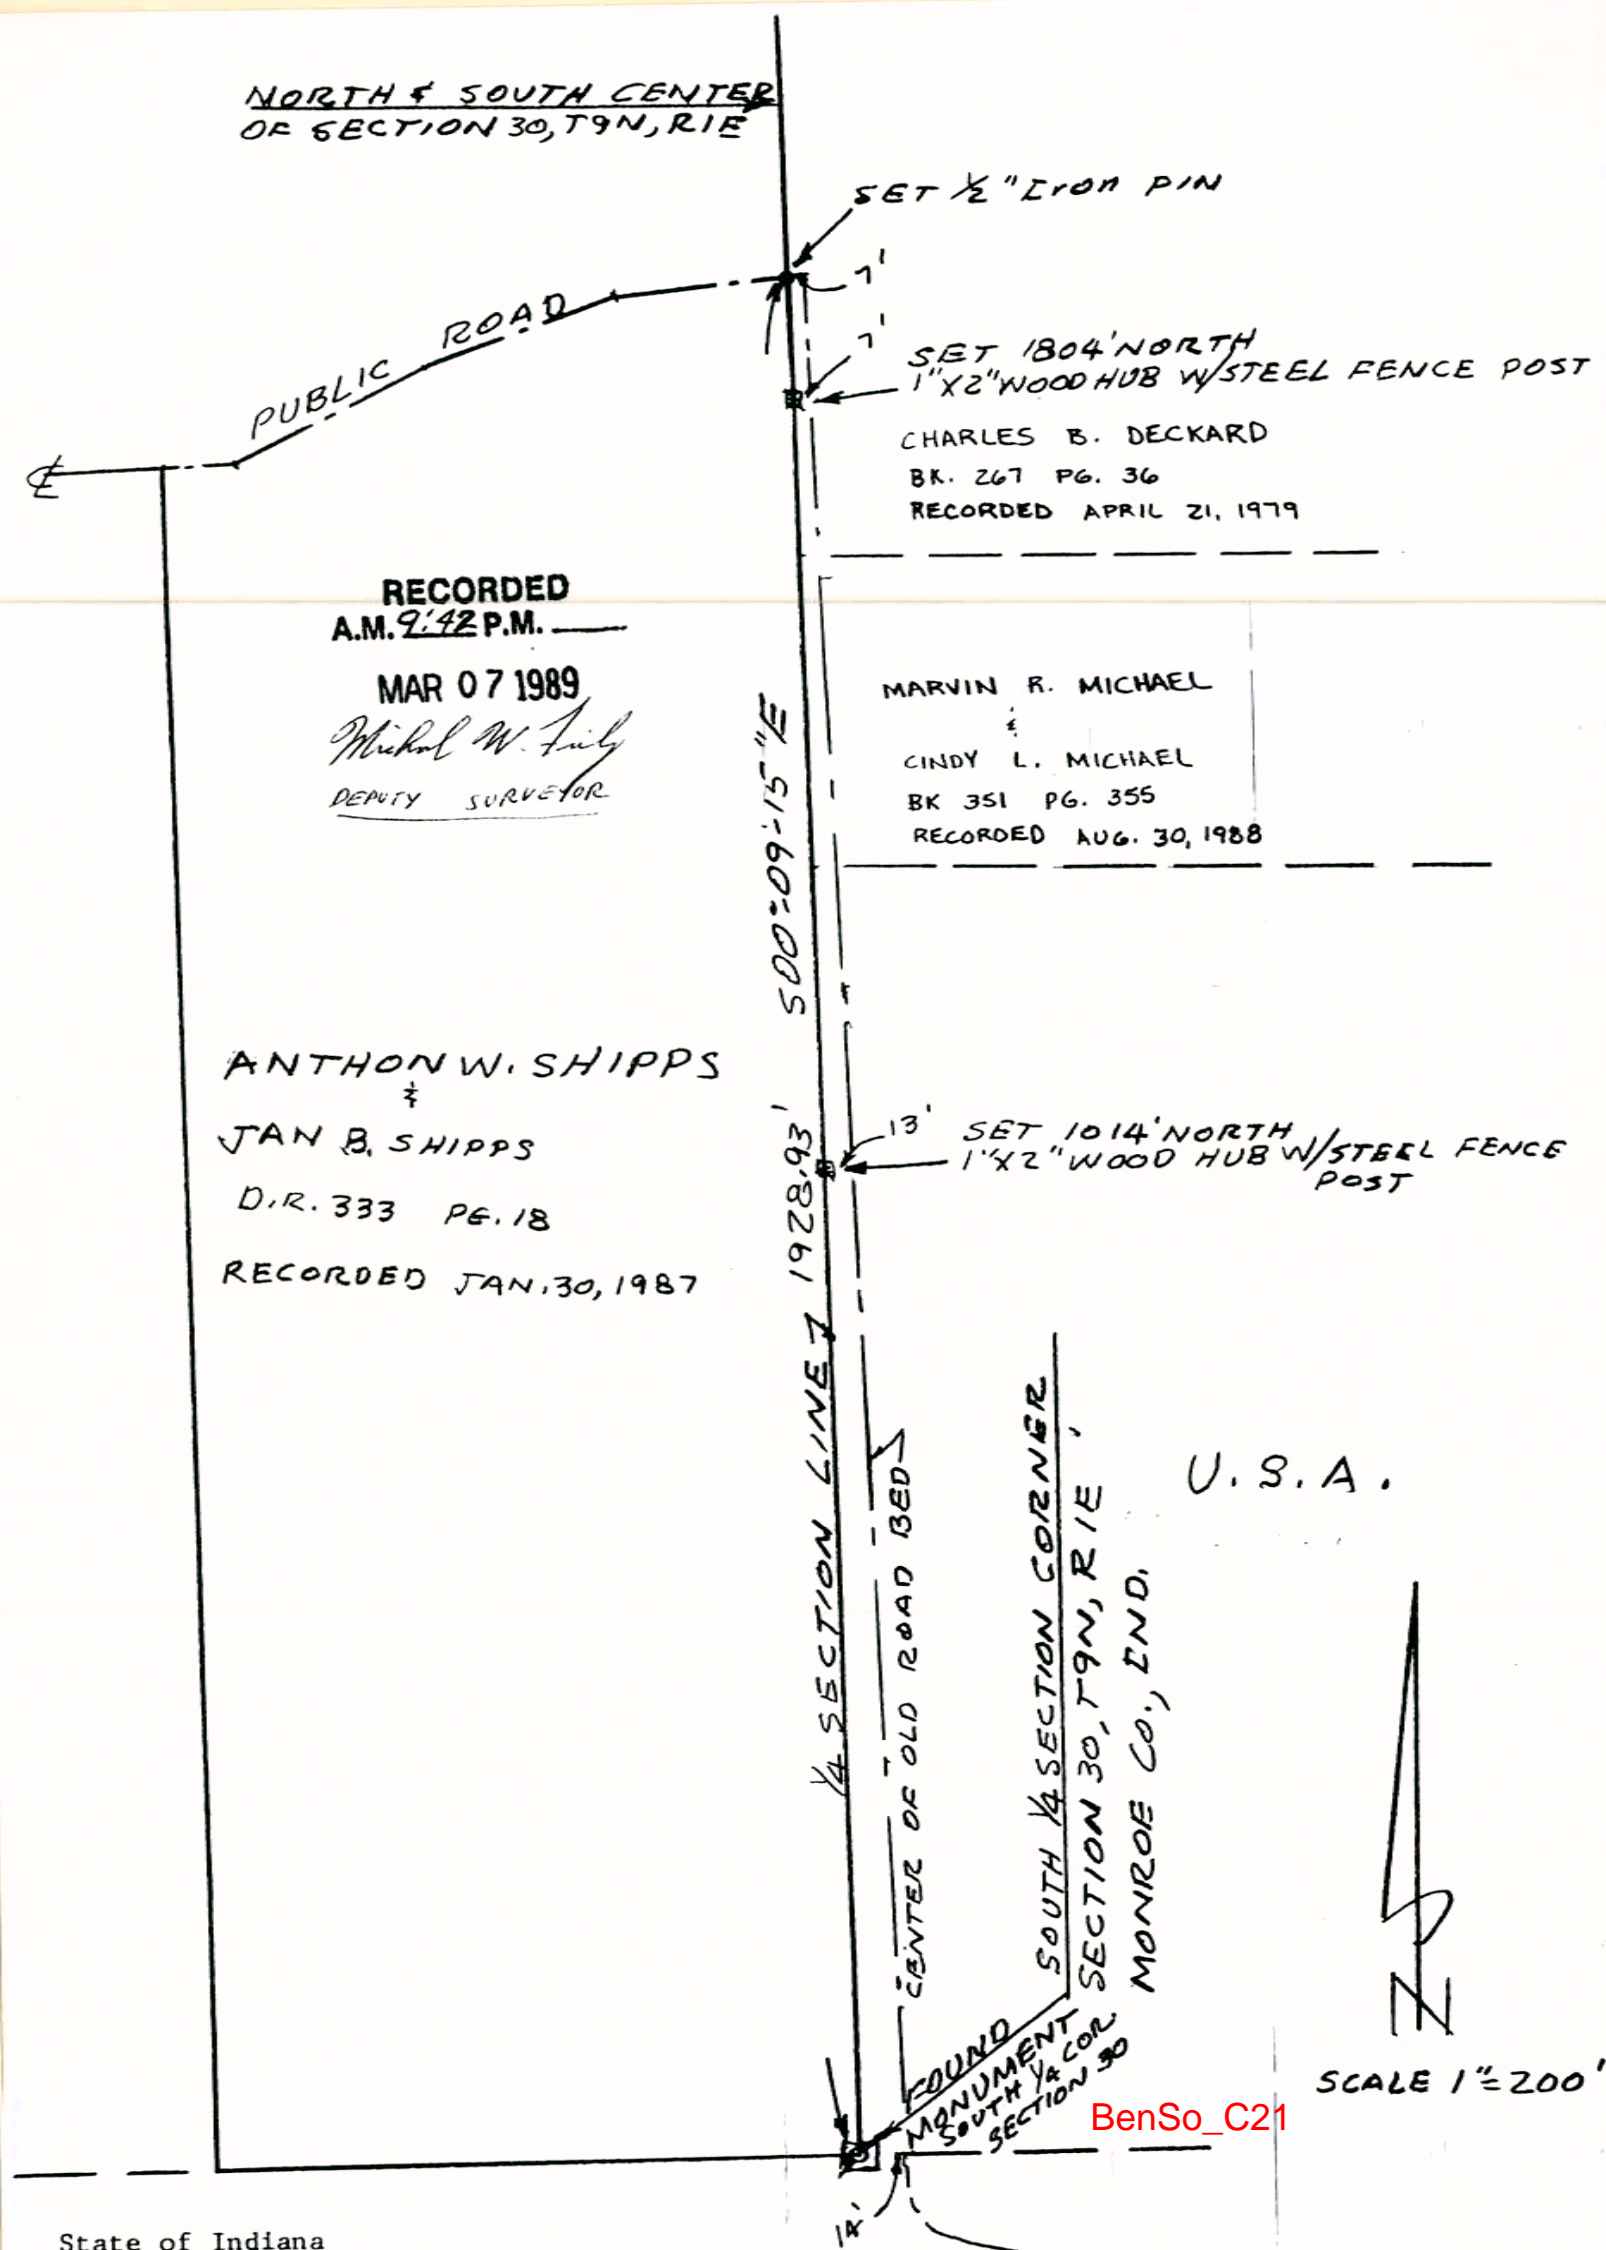 NORTH & SOUTH CENTER
OF SECTION 30, T9N, R1E
SET 1/2" Iron PIN
7'
7'
PUBLIC ROAD
SET 1804' NORTH
1"X2" WOOD HUB W/STEEL FENCE POST
CHARLES B. DECKARD
BK. 267 PG. 36
RECORDED APRIL 21, 1979
℄
RECORDED
A.M. 9:42 P.M.
MAR 07 1989
DEPUTY SURVEYOR
MARVIN R. MICHAEL
&
CINDY L. MICHAEL
BK 351 PG. 355
RECORDED AUG. 30, 1988
ANTHON W. SHIPPS
&
JAN B. SHIPPS
D.R. 333 PG. 18
RECORDED JAN. 30, 1987
13'
SET 1014' NORTH
1"X2" WOOD HUB W/STEEL FENCE
POST
1/4 SECTION LINE 1928.93' S00°-09'-15"E
CENTER OF OLD ROAD BED
SOUTH 1/4 SECTION CORNER
SECTION 30, T9N, R1E
MONROE CO., IND.
U.S.A.
N
SCALE 1"=200'
FOUND
MONUMENT
SOUTH 1/4 COR.
SECTION 30
BenSo_C21
State of Indiana